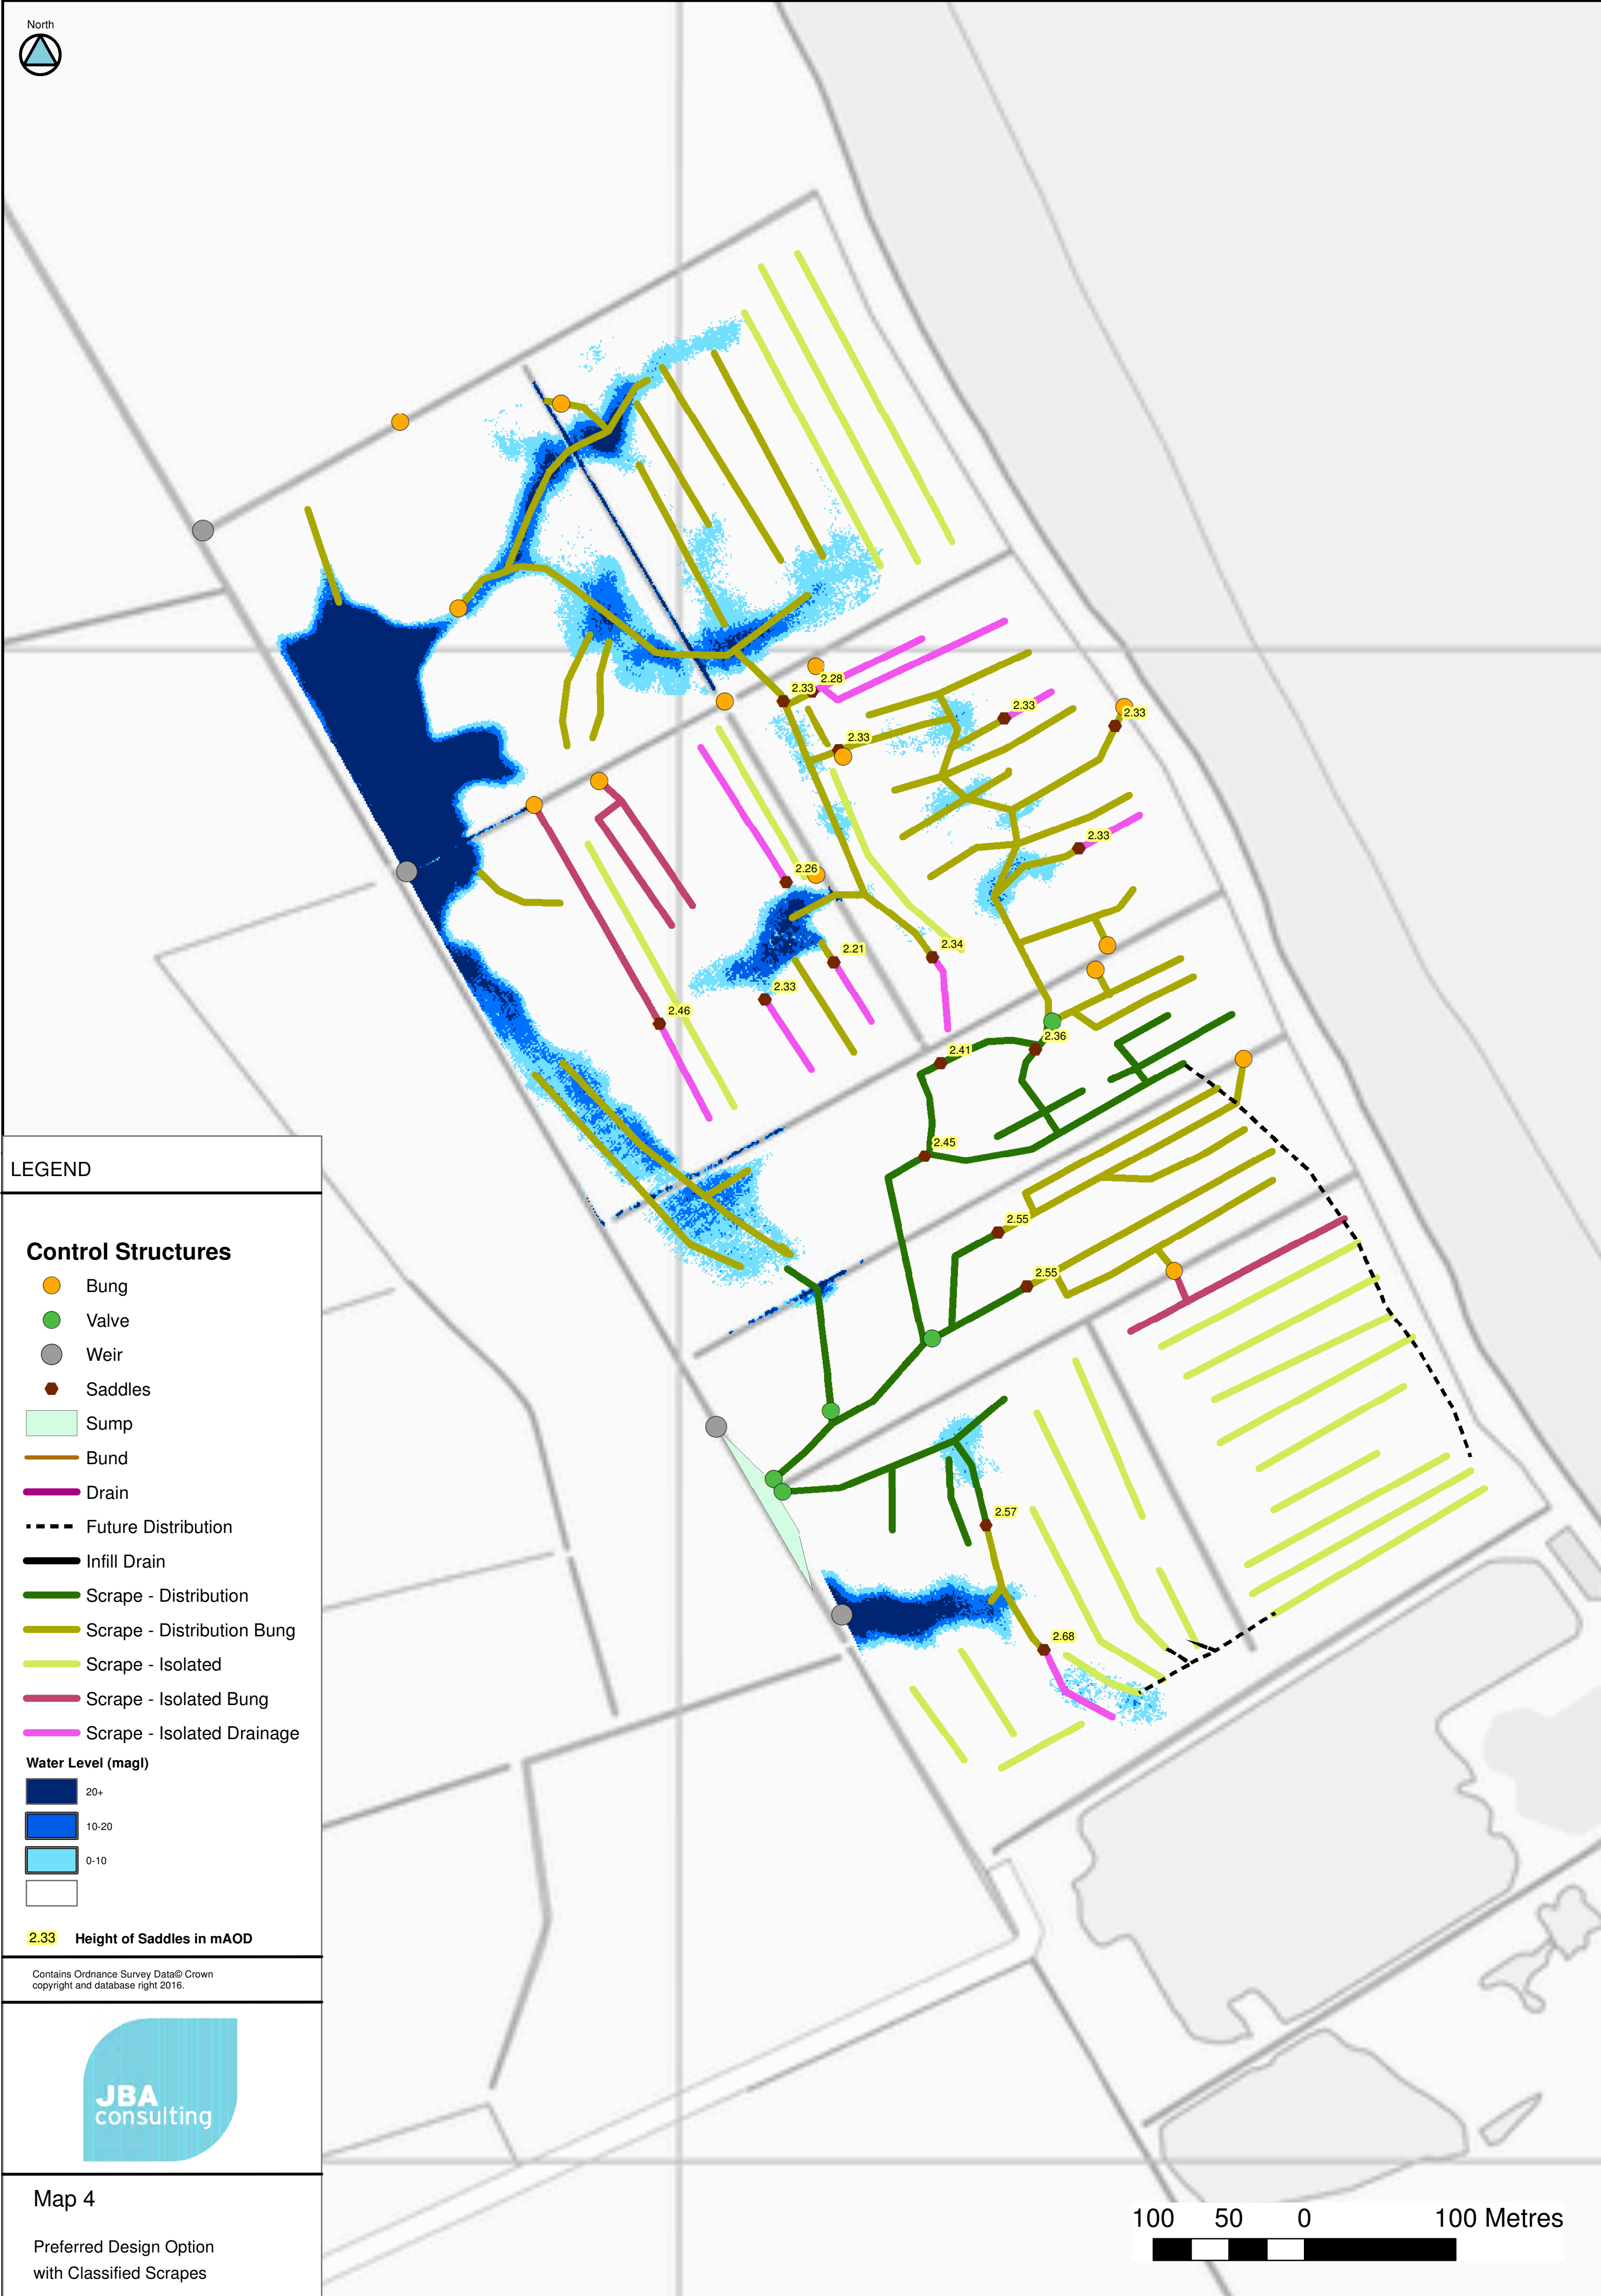 North
2.28
2.33
2.33
2.33
2.33
2.33
2.26
2.34
2.21
2.33
2.46
2.36
2.41
2.45
2.55
2.55
2.57
2.68
LEGEND
Control Structures
Bung
Valve
Weir
Saddles
Sump
Bund
Drain
Future Distribution
Infill Drain
Scrape - Distribution
Scrape - Distribution Bung
Scrape - Isolated
Scrape - Isolated Bung
Scrape - Isolated Drainage
Water Level (magl)
20+
10-20
0-10
2.33 Height of Saddles in mAOD
Contains Ordnance Survey Data© Crown
copyright and database right 2016.
JBA
consulting
Map 4
Preferred Design Option
with Classified Scrapes
100 50 0 100 Metres